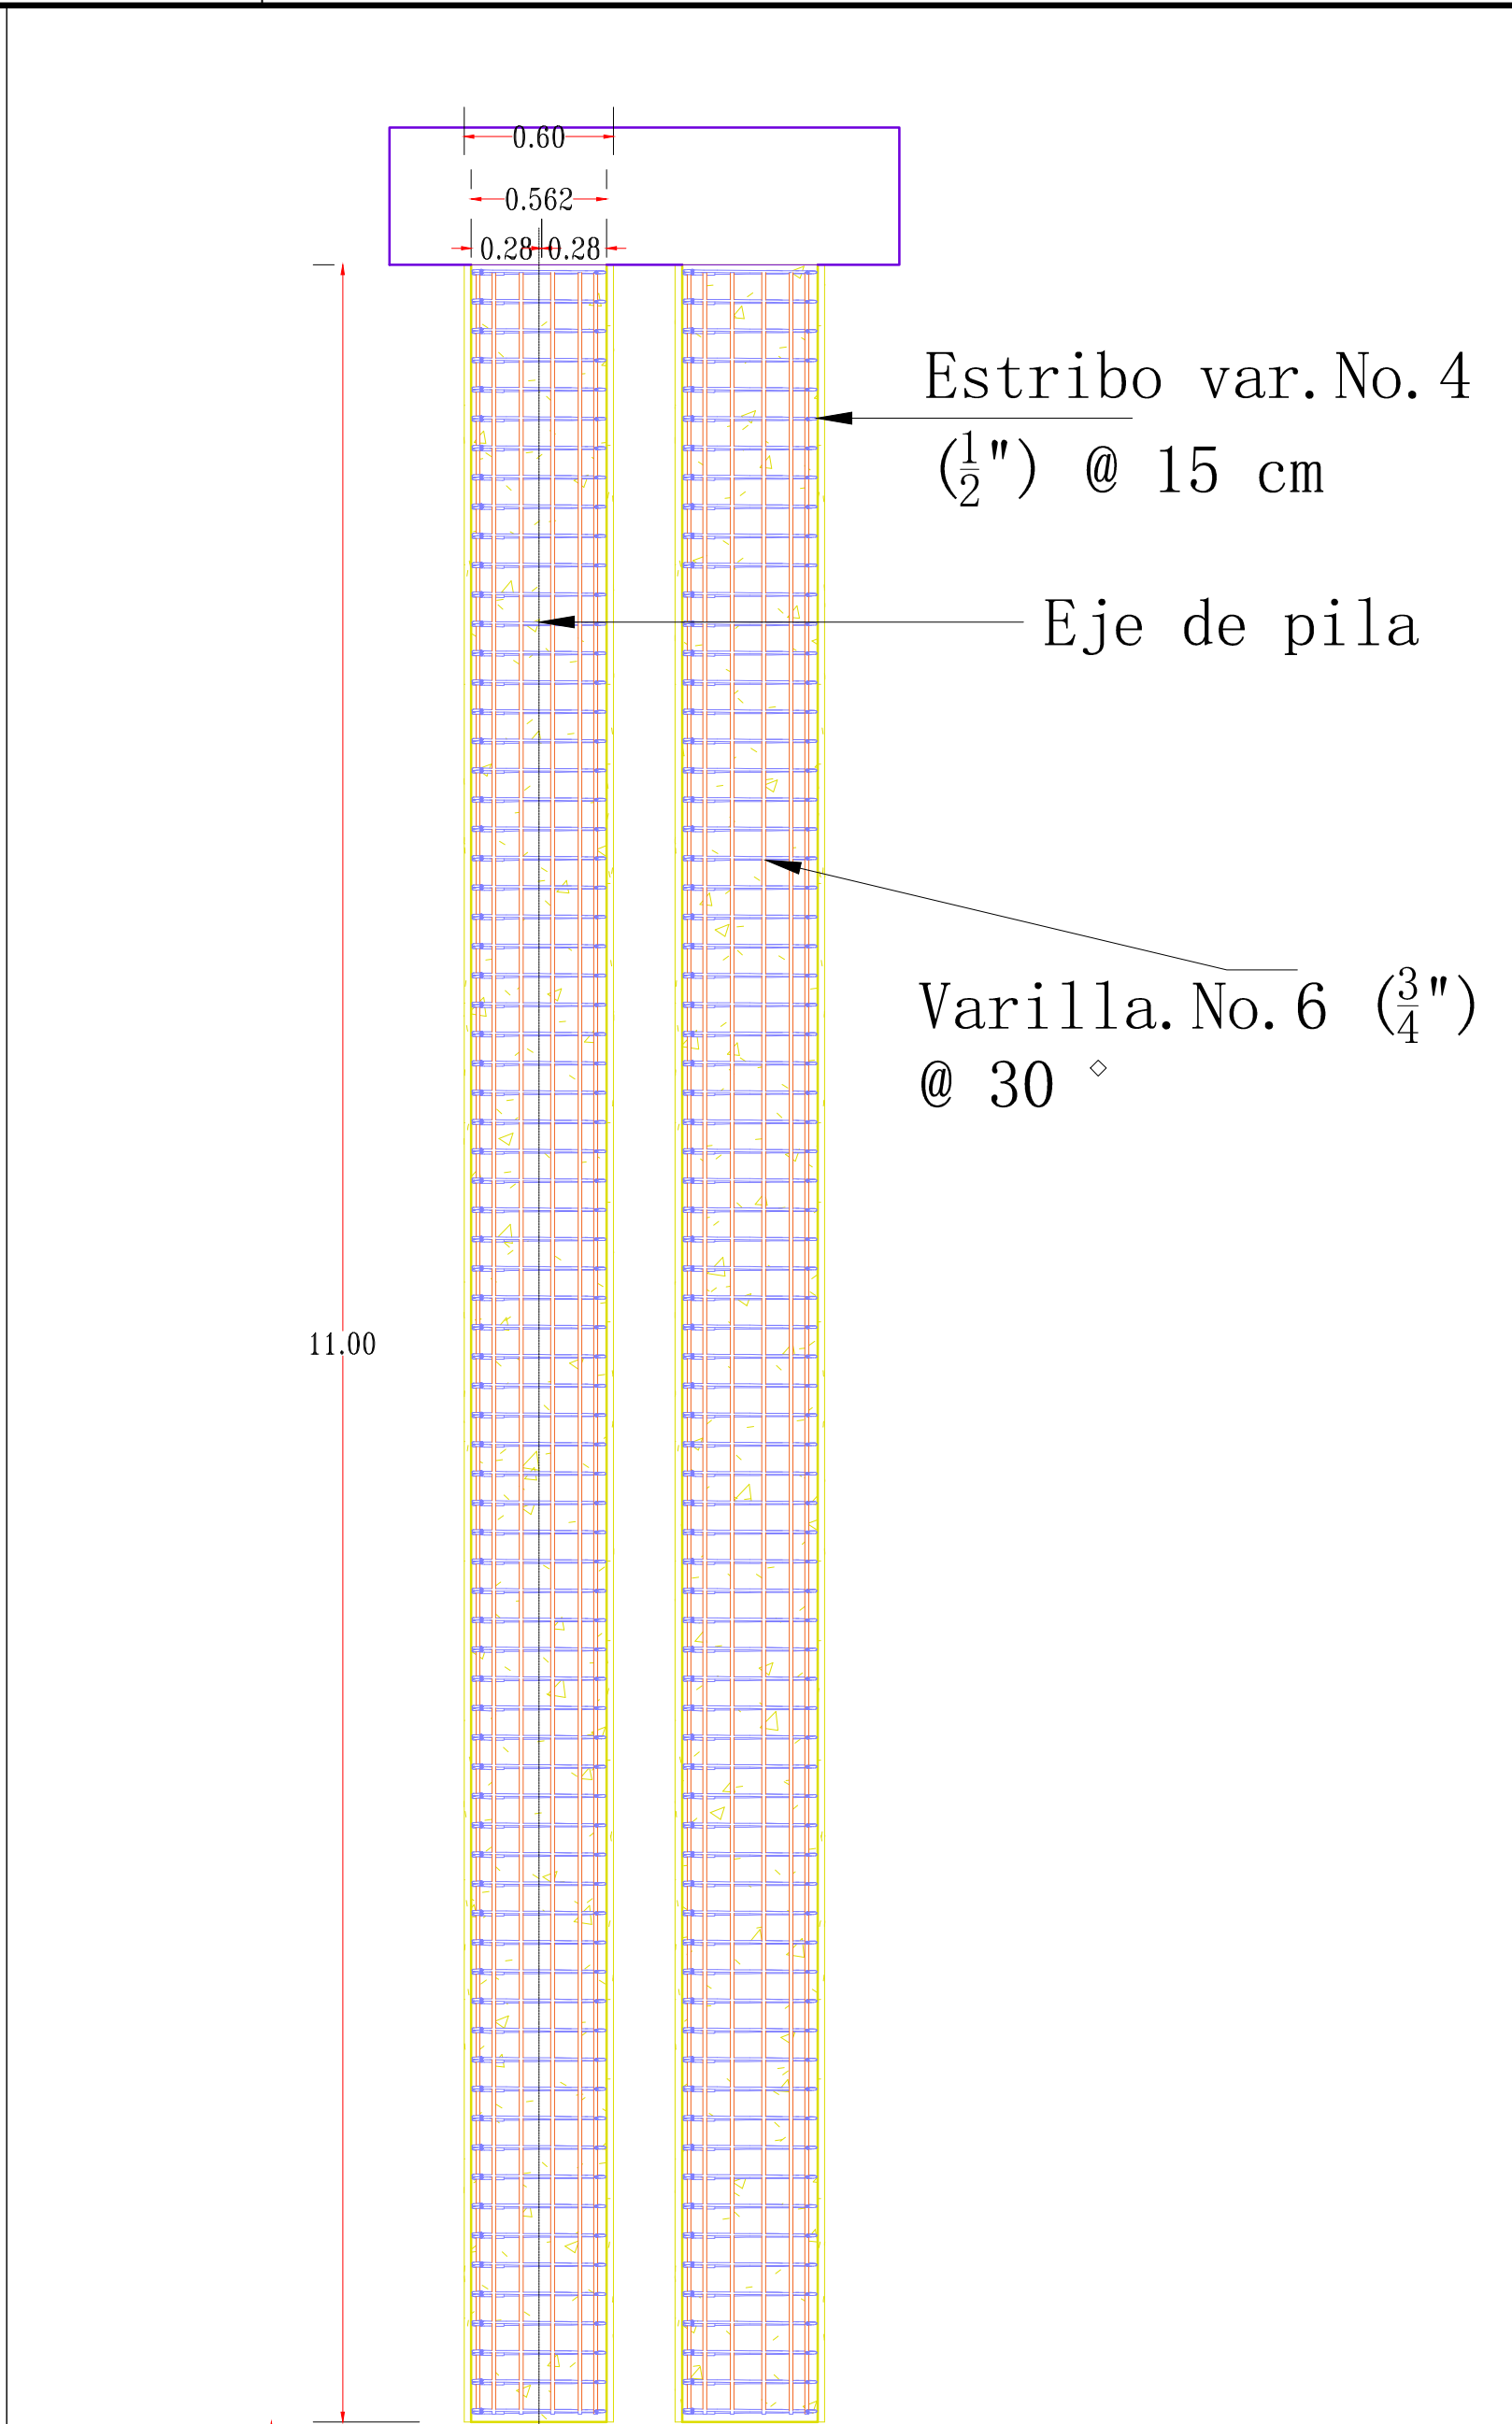 0.60
0.562
0.28 0.28
Estribo var.No.4
(½") @ 15 cm
Eje de pila
Varilla.No.6 (¾")
@ 30 °
11.00